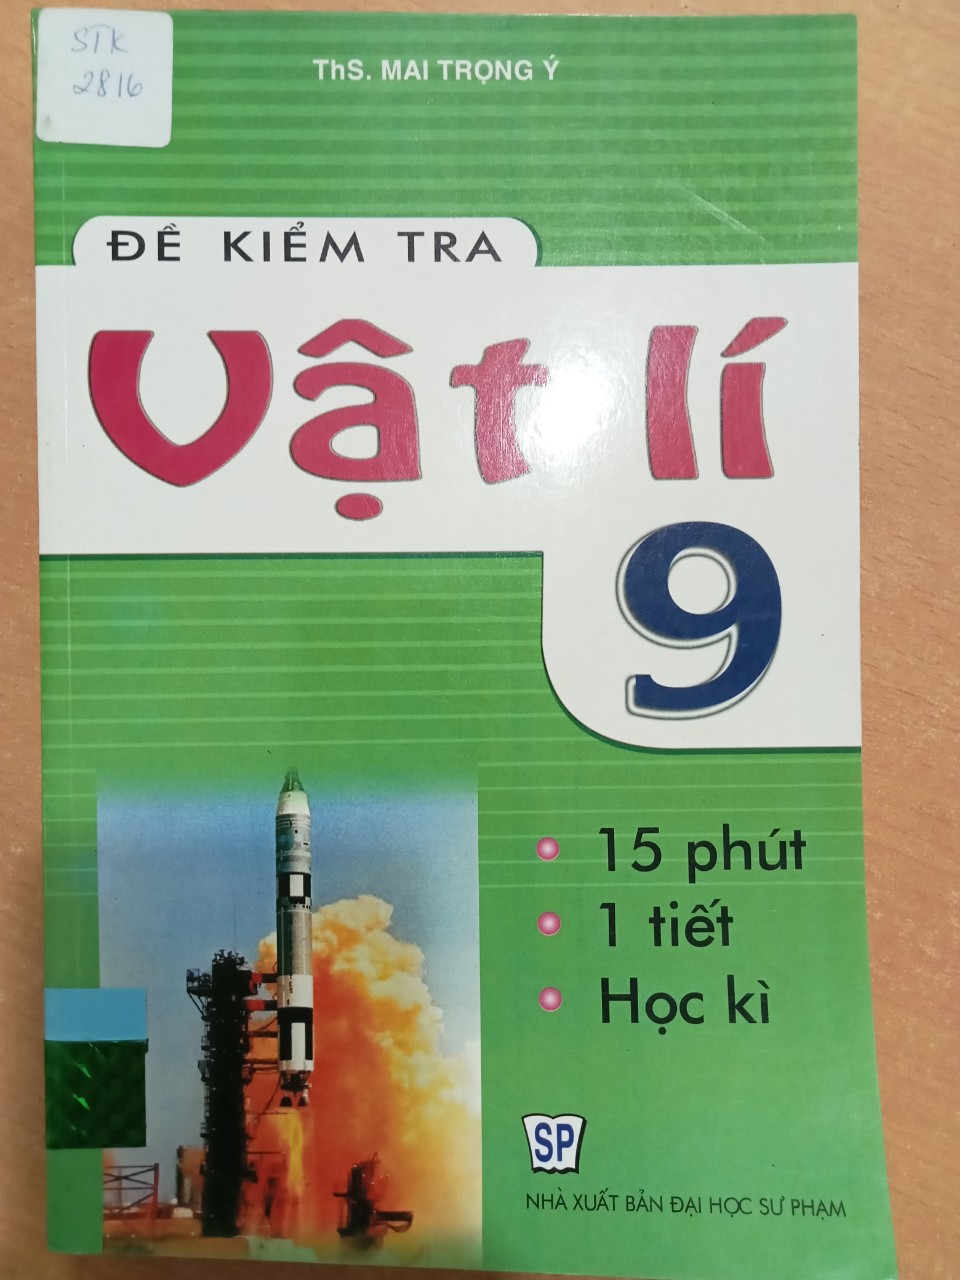 STK
2816
ThS. MAI TRỌNG Ý
ĐỀ KIỂM TRA
Vật lí
9
15 phút
1 tiết
Học kì
SP
NHÀ XUẤT BẢN ĐẠI HỌC SƯ PHẠM